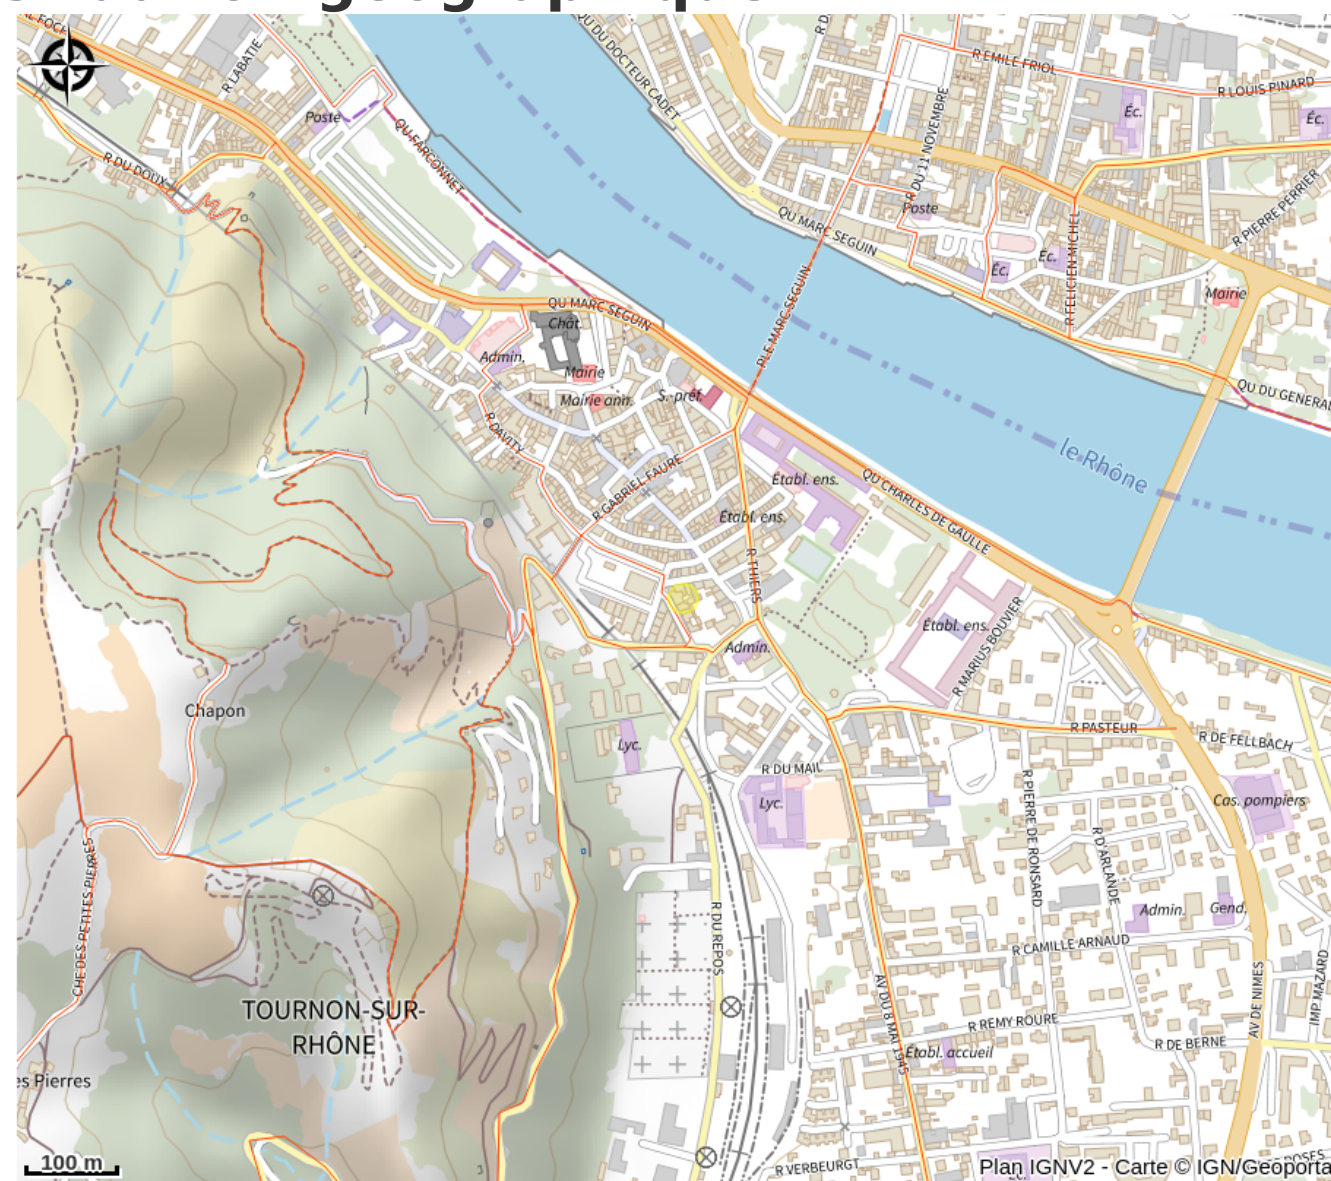 R LABATIE
Poste
QU FARCONNET
R DU DOUX
QU DU DOCTEUR CADET
R EMILE FRIOL
R LOUIS PINARD
Éc.
Éc.
R DU 11 NOVEMBRE
Poste
QU MARC SEGUIN
R PIERRE PERRIER
Éc.
Éc.
R FELICIEN MICHEL
Mairie
PLE MARC SEGUIN
QU MARC SEGUIN
Chât.
Admin.
Mairie
Mairie ann.
S.-préf.
QU DU GENERAL
R DAVITY
R GABRIEL FAURE
le Rhône
Établ. ens.
Établ. ens.
QU CHARLES DE GAULLE
R THIERS
Établ. ens.
R MARIUS BOUVIER
Admin.
Chapon
R PASTEUR
R DE FELLBACH
Lyc.
R DU MAIL
Lyc.
Cas. pompiers
R PIERRE DE RONSARD
R D'ARLANDE
CHE DES PETITES PIERRES
Admin.
Gend.
R DU REPOS
R CAMILLE ARNAUD
AV DU 8 MAI 1945
AV DE NIMES
IMP MAZARD
TOURNON-SUR-
RHÔNE
R REMY ROURE
R DE BERNE
Établ. accueil
es Pierres
100 m
R VERBEURGT
Plan IGNV2 - Carte © IGN/Geoporta